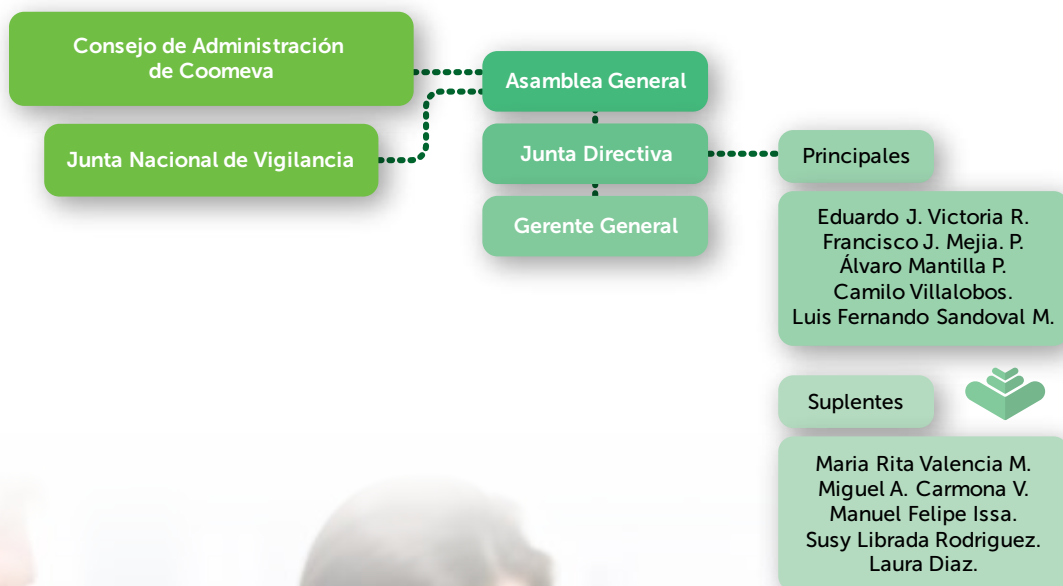 Consejo de Administración
de Coomeva
Junta Nacional de Vigilancia
Asamblea General
Junta Directiva
Gerente General
Principales
Eduardo J. Victoria R.
Francisco J. Mejia. P.
Álvaro Mantilla P.
Camilo Villalobos.
Luis Fernando Sandoval M.
Suplentes
Maria Rita Valencia M.
Miguel A. Carmona V.
Manuel Felipe Issa.
Susy Librada Rodriguez.
Laura Diaz.